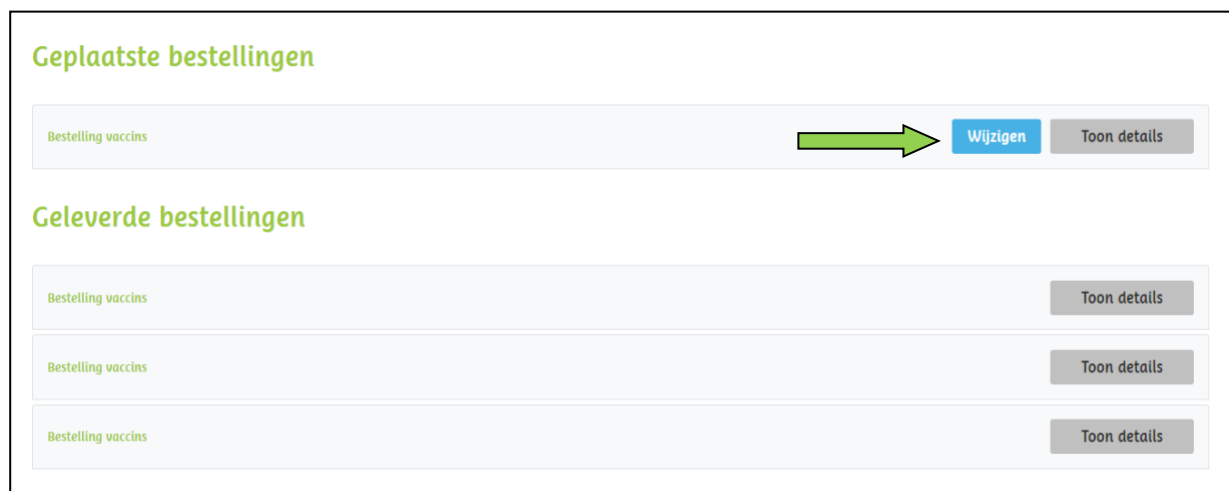 Geplaatste bestellingen
Bestelling vaccins Wijzigen Toon details
Geleverde bestellingen
Bestelling vaccins Toon details
Bestelling vaccins Toon details
Bestelling vaccins Toon details